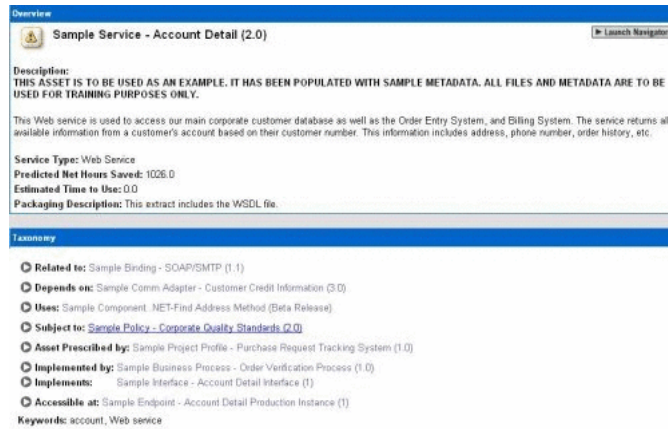 Overview
Sample Service - Account Detail (2.0)
Launch Navigator
Description:
THIS ASSET IS TO BE USED AS AN EXAMPLE. IT HAS BEEN POPULATED WITH SAMPLE METADATA. ALL FILES AND METADATA ARE TO BE
USED FOR TRAINING PURPOSES ONLY.
This Web service is used to access our main corporate customer database as well as the Order Entry System, and Billing System. The service returns all
available information from a customer's account based on their customer number. This information includes address, phone number, order history, etc.
Service Type: Web Service
Predicted Net Hours Saved: 1026.0
Estimated Time to Use: 0.0
Packaging Description: This extract includes the WSDL file.
Taxonomy
Related to: Sample Binding - SOAP/SMTP (1.1)
Depends on: Sample Comm Adapter - Customer Credit Information (3.0)
Uses: Sample Component .NET-Find Address Method (Beta Release)
Subject to: Sample Policy - Corporate Quality Standards (2.0)
Asset Prescribed by: Sample Project Profile - Purchase Request Tracking System (1.0)
Implemented by: Sample Business Process - Order Verification Process (1.0)
Implements: Sample Interface - Account Detail Interface (1)
Accessible at: Sample Endpoint - Account Detail Production Instance (1)
Keywords: account, Web service